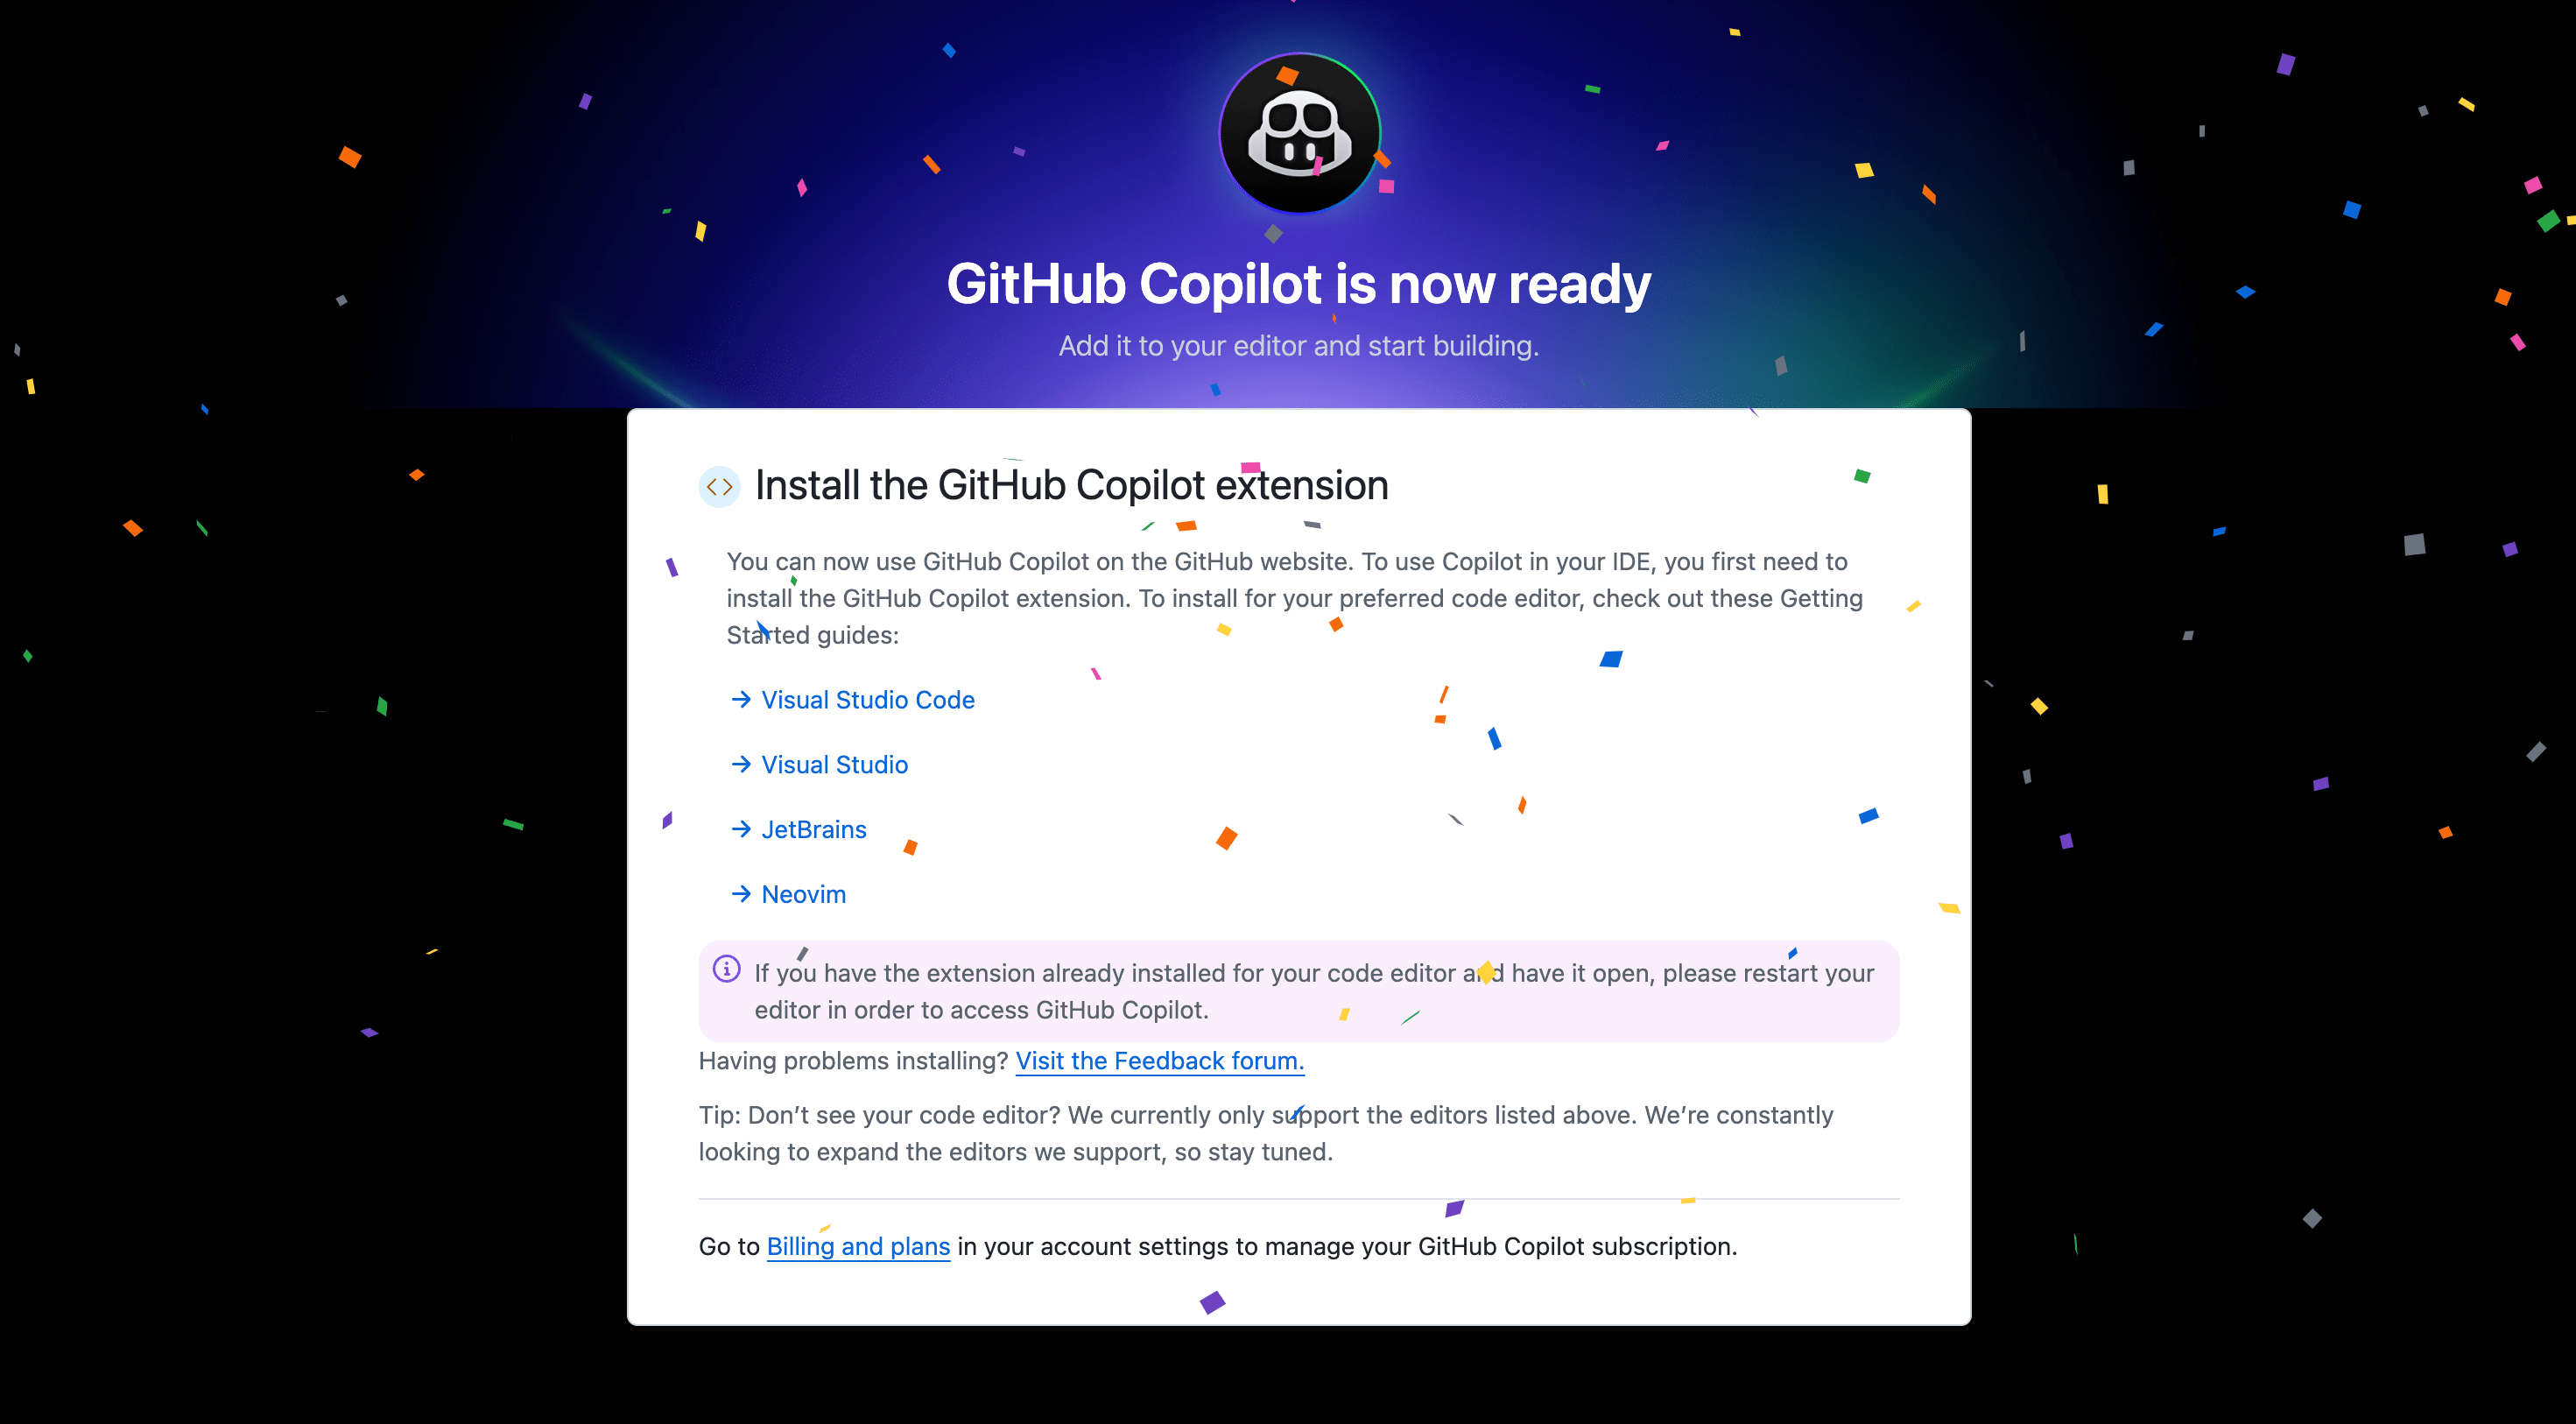 GitHub Copilot is now ready
Add it to your editor and start building.
Install the GitHub Copilot extension
You can now use GitHub Copilot on the GitHub website. To use Copilot in your IDE, you first need to
install the GitHub Copilot extension. To install for your preferred code editor, check out these Getting
Started guides:
→ Visual Studio Code
→ Visual Studio
→ JetBrains
→ Neovim
If you have the extension already installed for your code editor and have it open, please restart your
editor in order to access GitHub Copilot.
Having problems installing? Visit the Feedback forum.
Tip: Don’t see your code editor? We currently only support the editors listed above. We’re constantly
looking to expand the editors we support, so stay tuned.
Go to Billing and plans in your account settings to manage your GitHub Copilot subscription.